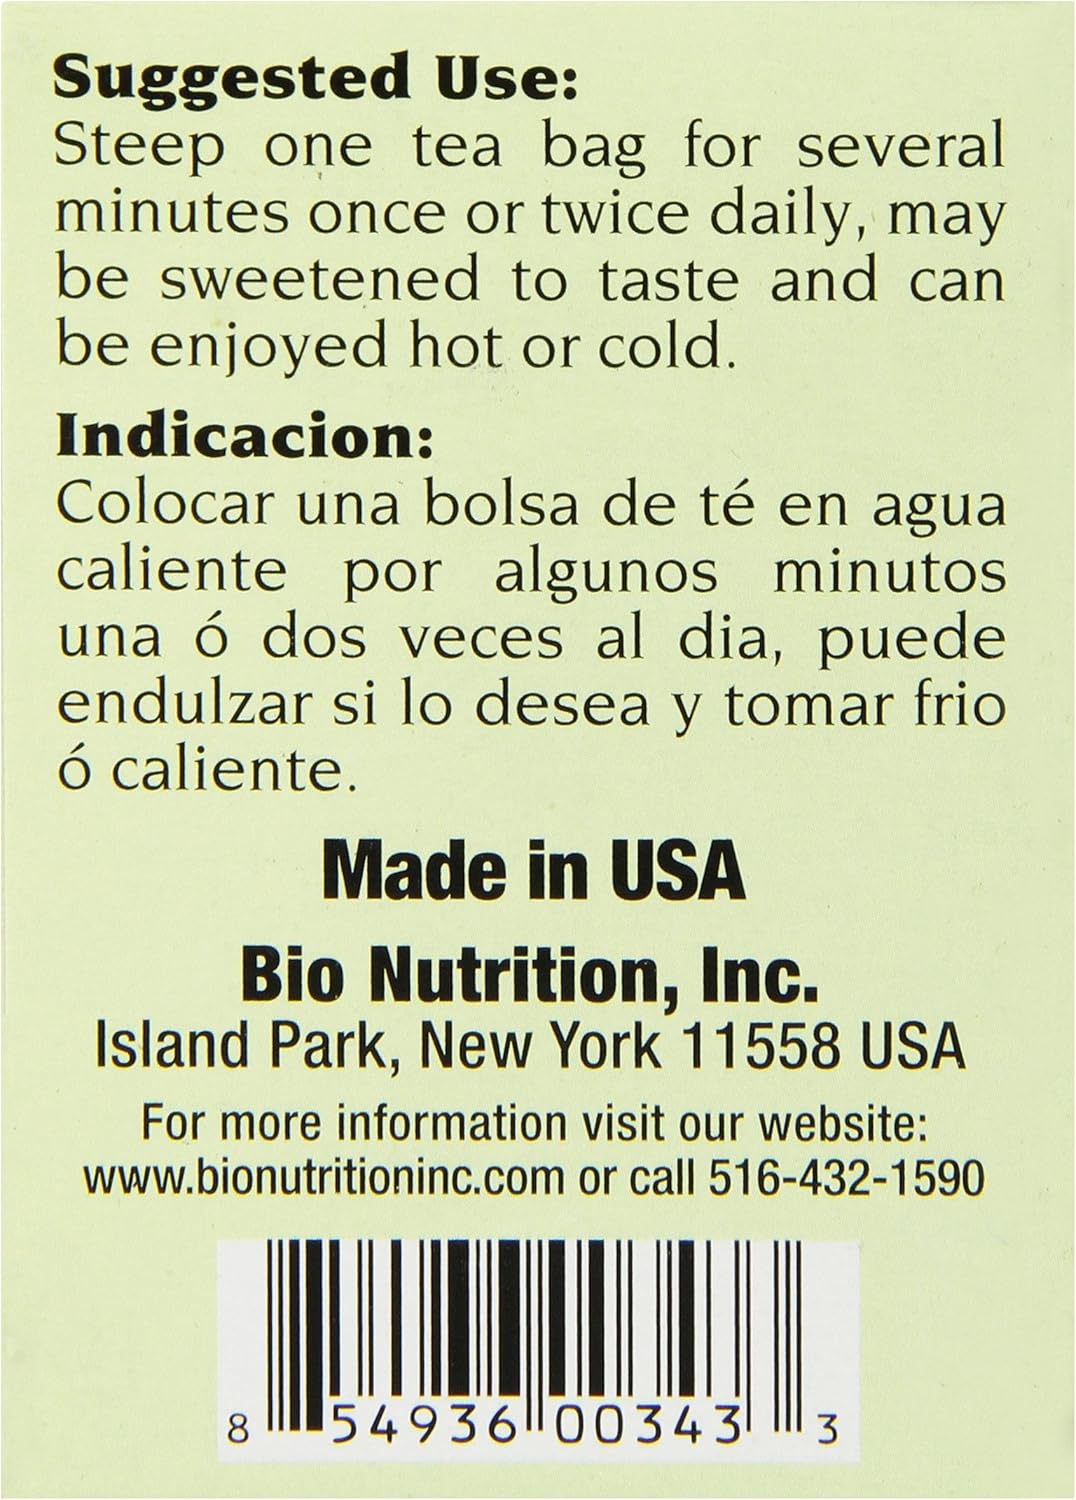 Suggested Use:
Steep one tea bag for several
minutes once or twice daily, may
be sweetened to taste and can
be enjoyed hot or cold.
Indicacion:
Colocar una bolsa de té en agua
caliente por algunos minutos
una ó dos veces al dia, puede
endulzar si lo desea y tomar frio
ó caliente.
Made in USA
Bio Nutrition, Inc.
Island Park, New York 11558 USA
For more information visit our website:
www.bionutritioninc.com or call 516-432-1590
8 54936 00343 3